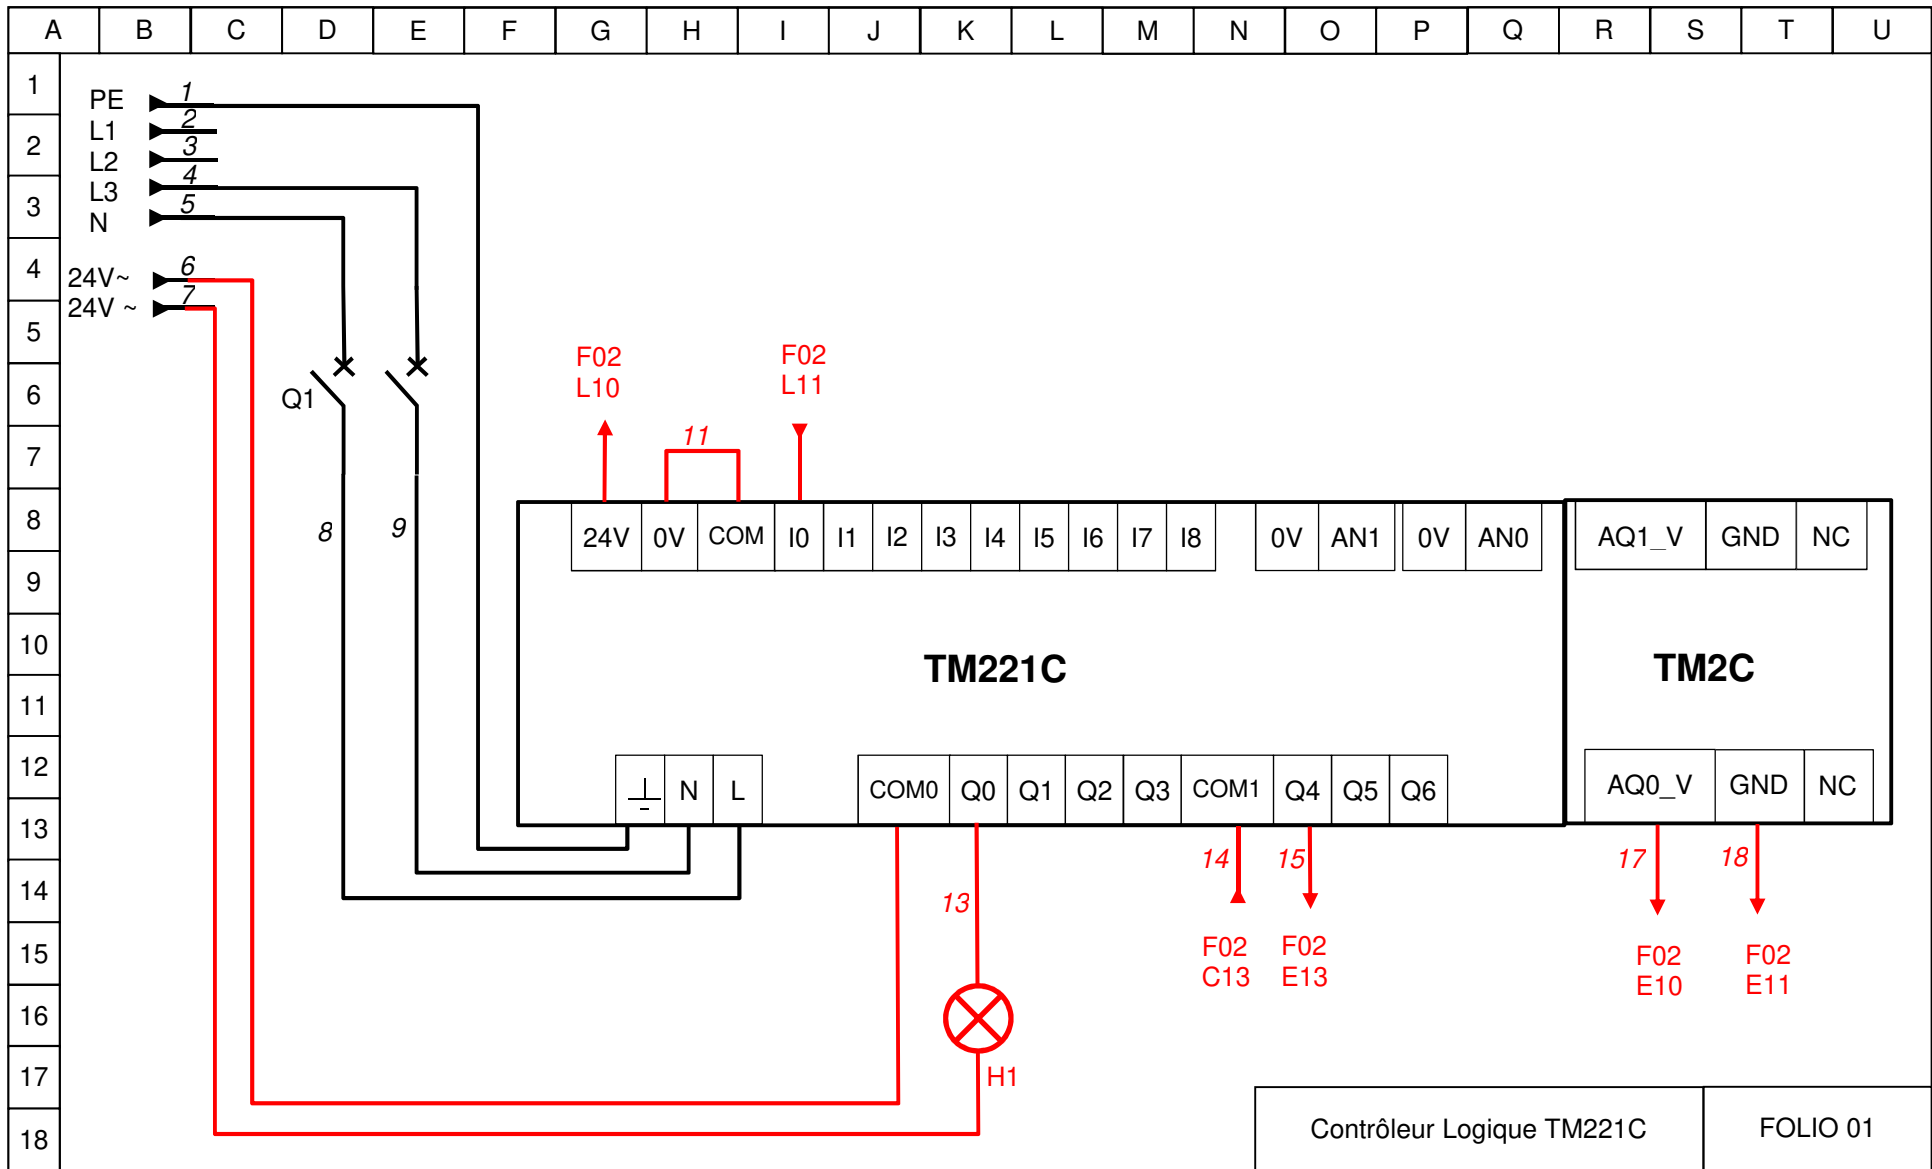 A B C D E F G H I J K L M N O P Q R S T U
1
2
3
4
5
6
7
8
9
10
11
12
13
14
15
16
17
18
PE 1
L1 2
L2 3
L3 4
N 5
24V~ 6
24V ~ 7
Q1
8 9
F02
L10
11
F02
L11
24V 0V COM I0 I1 I2 I3 I4 I5 I6 I7 I8 0V AN1 0V AN0 AQ1_V GND NC
TM221C TM2C
N L COM0 Q0 Q1 Q2 Q3 COM1 Q4 Q5 Q6 AQ0_V GND NC
13 14 15 17 18
F02
C13
F02
E13
F02
E10
F02
E11
H1
Contrôleur Logique TM221C FOLIO 01